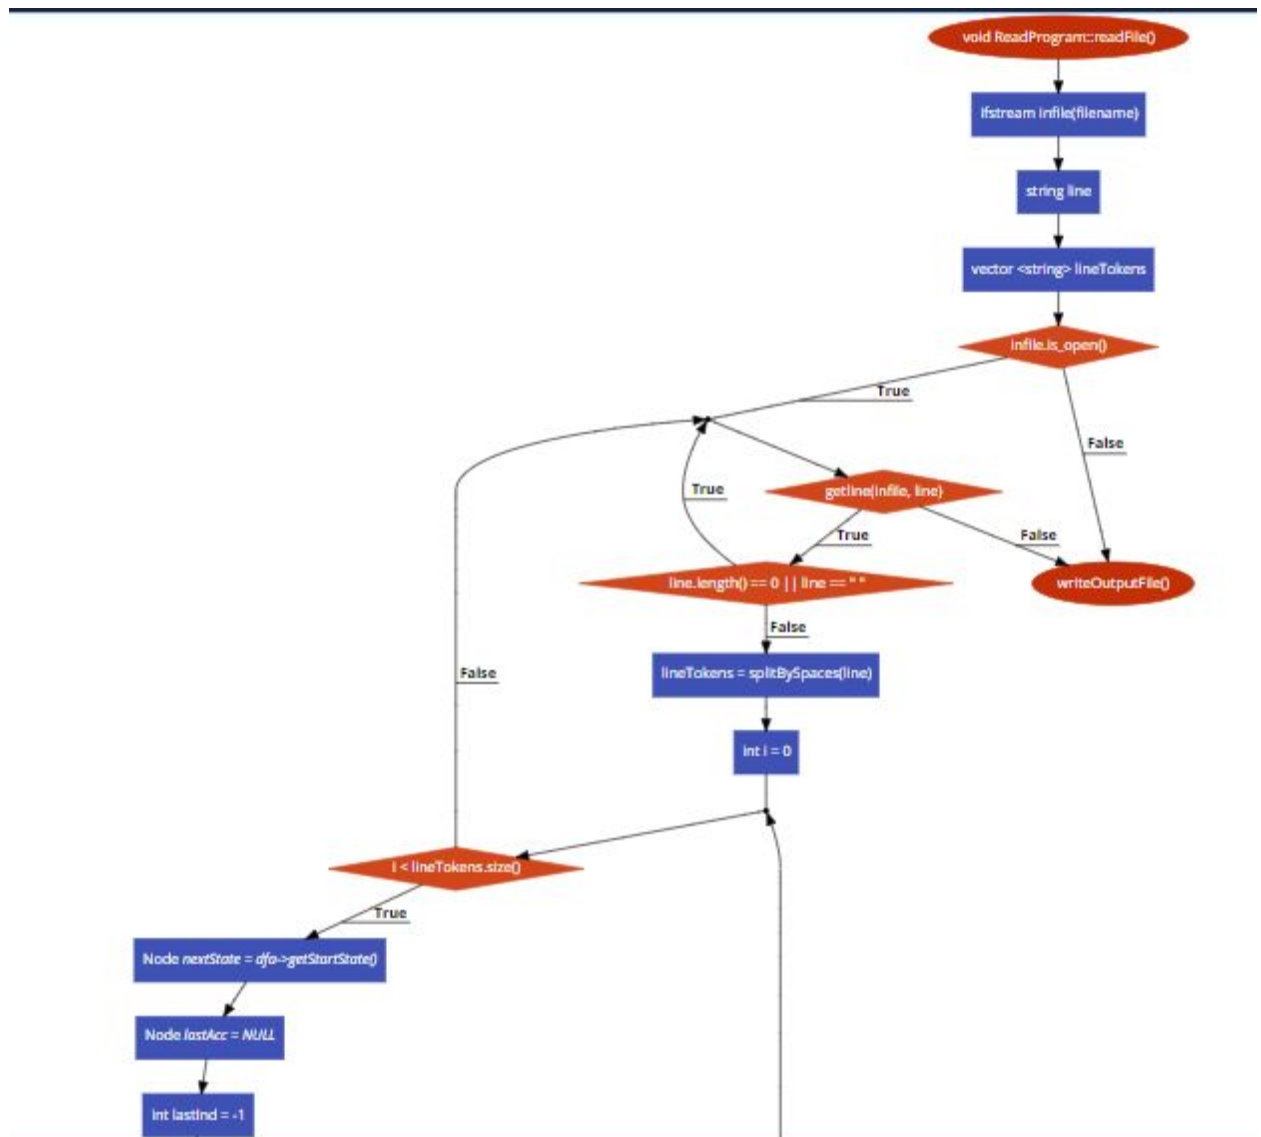 void ReadProgram::readFile()
ifstream infile(filename)
string line
vector <string> lineTokens
infile.is_open()
True
False
getline(infile, line)
True
True
False
line.length() == 0 || line == " "
writeOutputFile()
False
lineTokens = splitBySpaces(line)
False
int i = 0
i < lineTokens.size()
True
Node nextState = dfa->getStartState()
Node lastAcc = NULL
int lastInd = -1